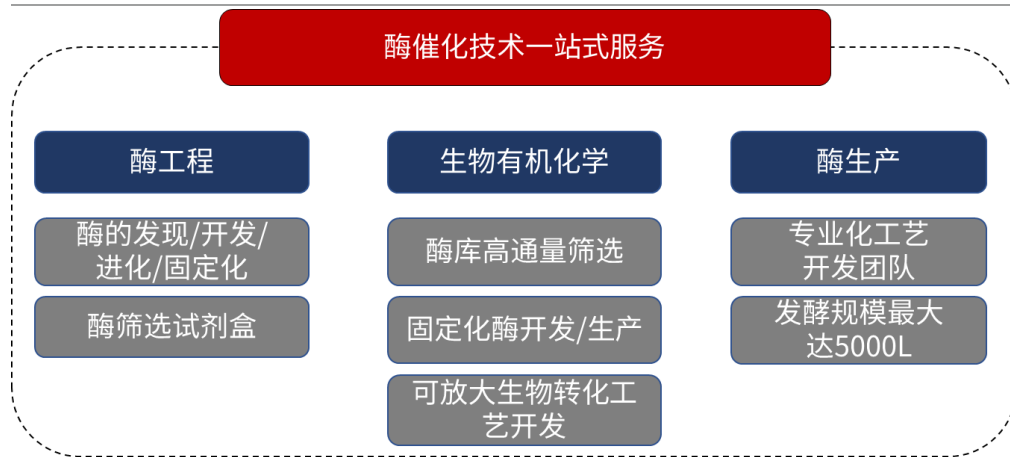 酶催化技术一站式服务
酶工程
酶的发现/开发/
进化/固定化
酶筛选试剂盒
生物有机化学
酶库高通量筛选
固定化酶开发/生产
可放大生物转化工
艺开发
酶生产
专业化工艺
开发团队
发酵规模最大
达5000L